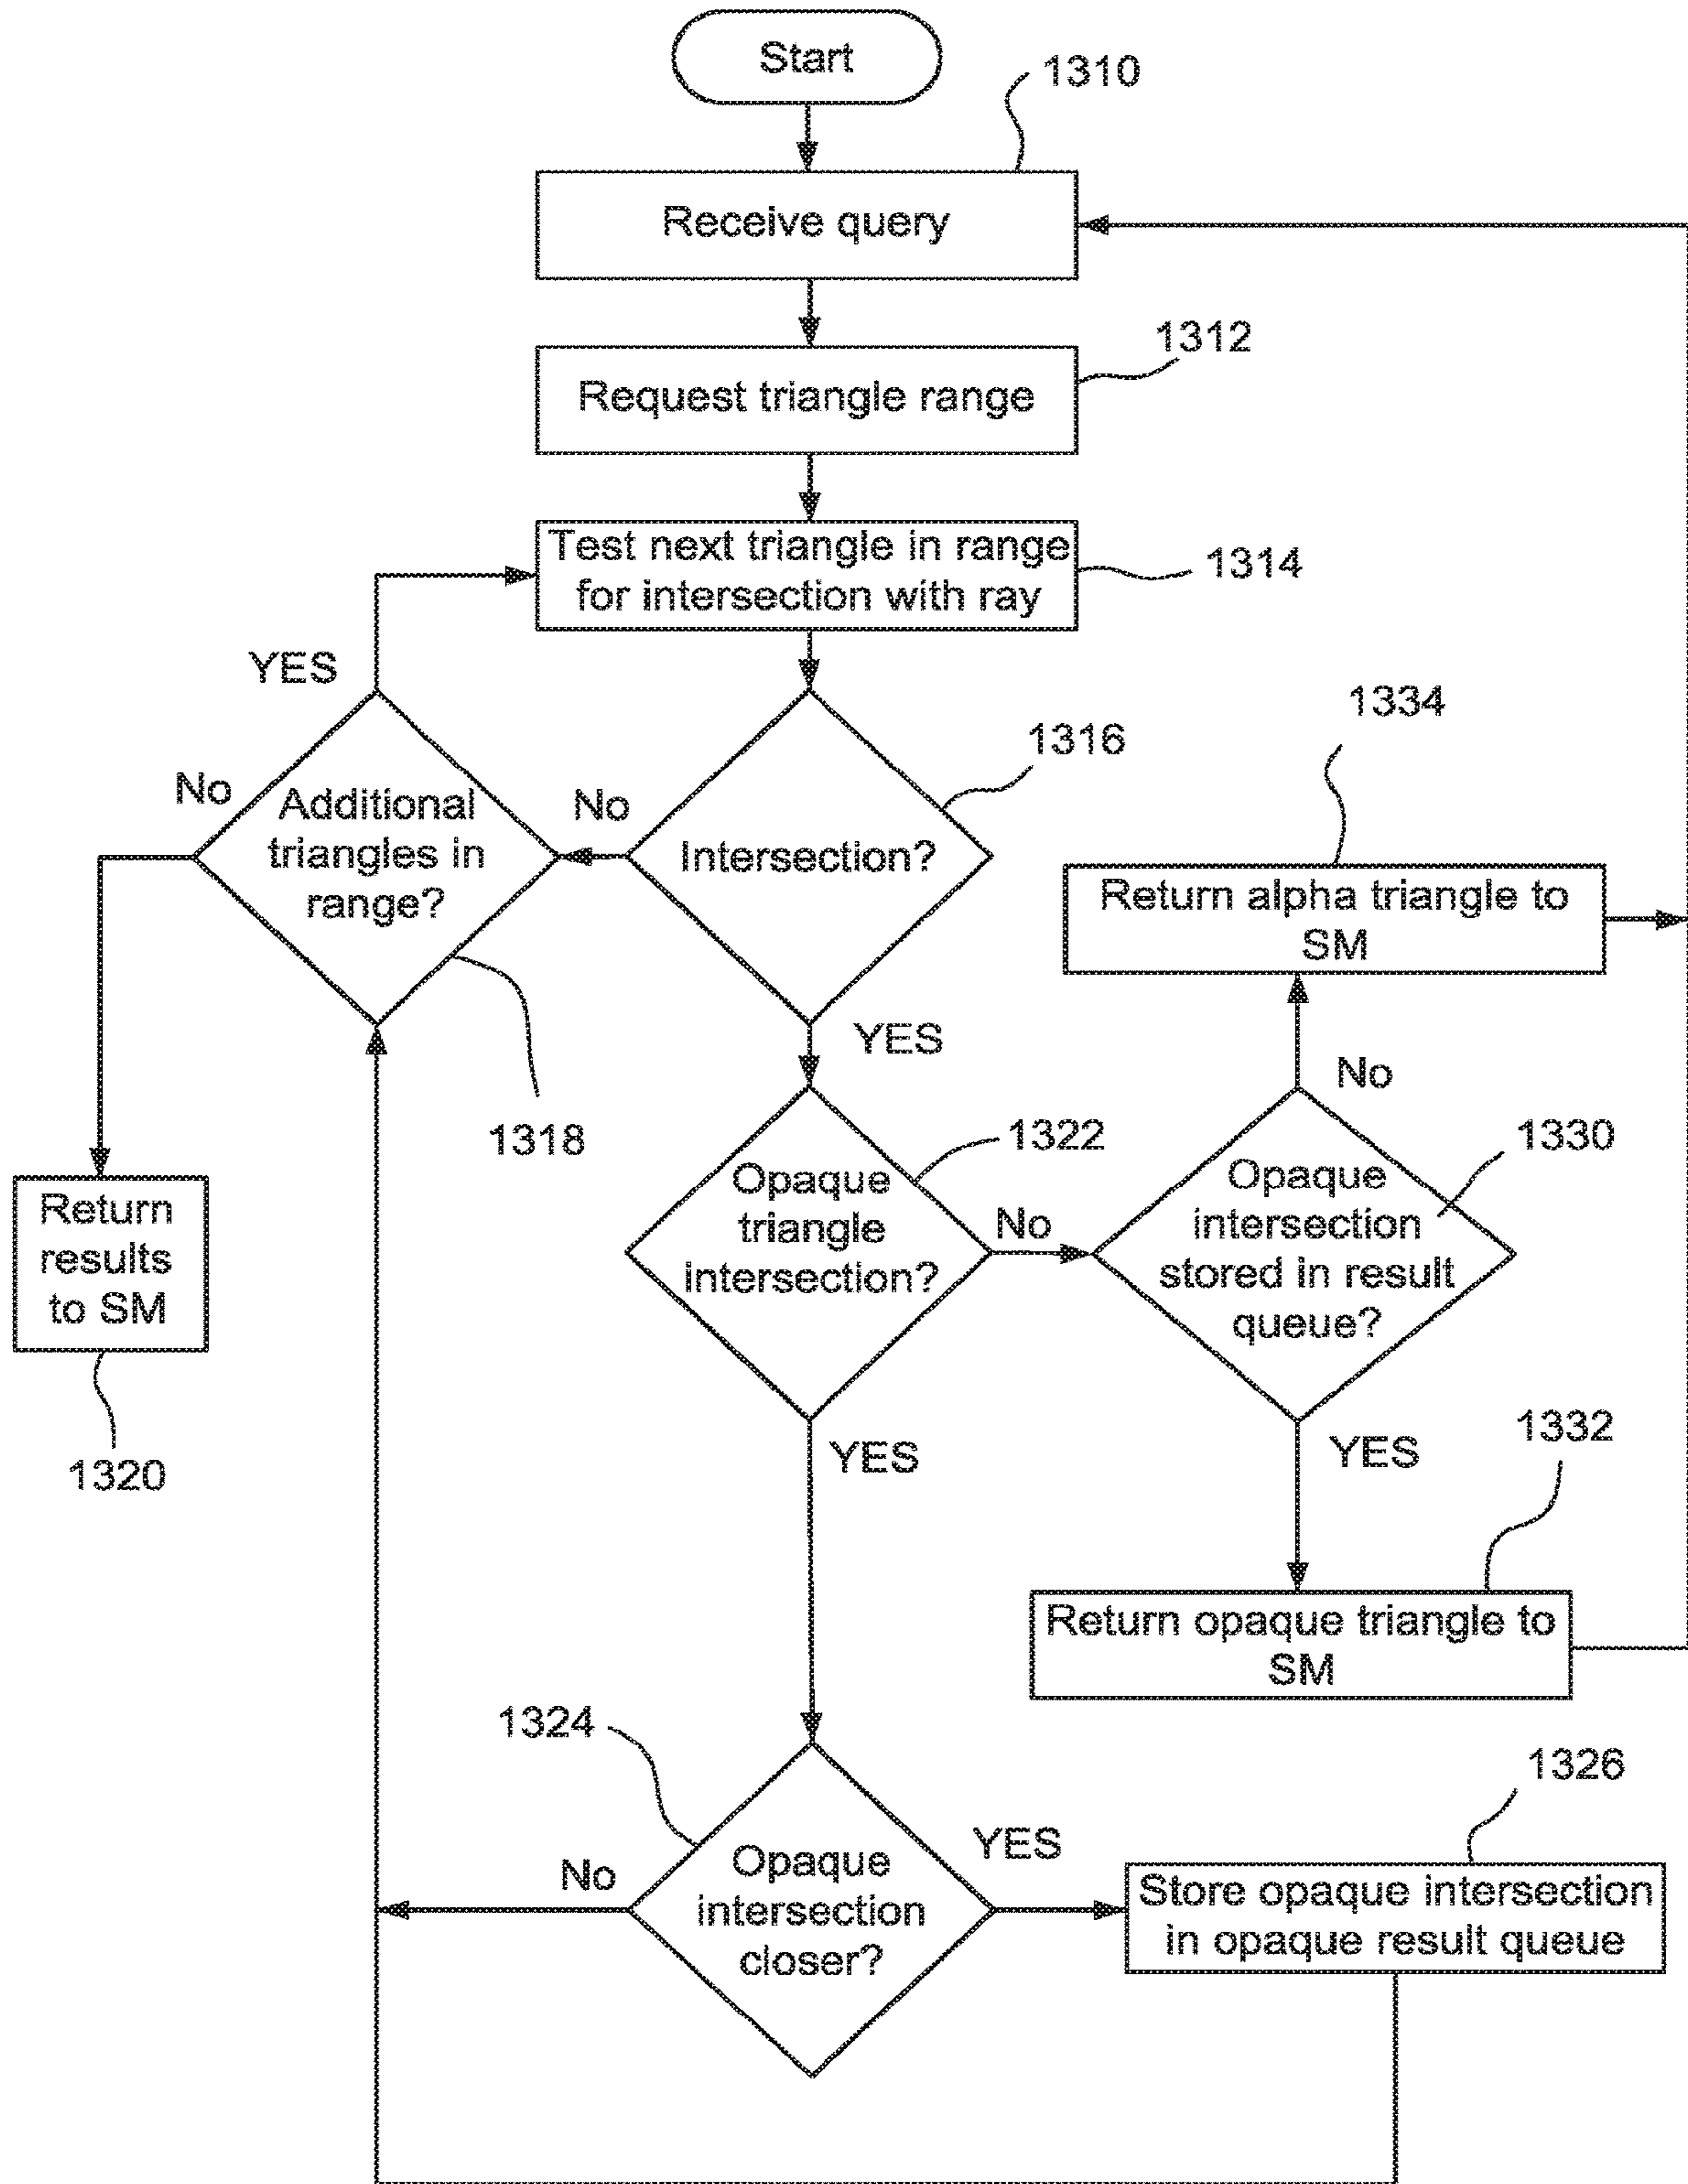 Start
1310
Receive query
1312
Request triangle range
Test next triangle in range
for intersection with ray
1314
YES
1334
1316
No
Additional
triangles in
range?
No
Intersection?
Return alpha triangle to
SM
YES
No
1318
1322
1330
Return
results
to SM
Opaque
triangle
intersection?
No
Opaque
intersection
stored in result
queue?
1320
YES
YES
1332
Return opaque triangle to
SM
1324
1326
No
Opaque
intersection
closer?
YES
Store opaque intersection
in opaque result queue